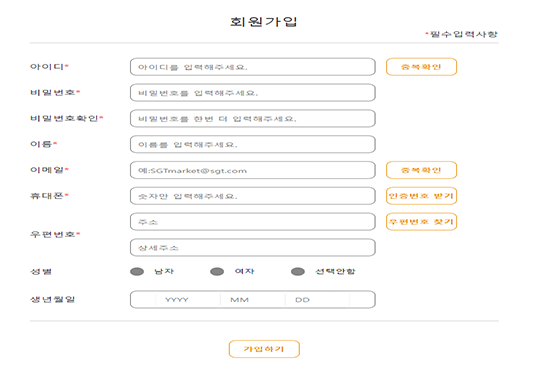 회원가입
*필수입력사항
아이디* 아이디를 입력해주세요. 중복확인
비밀번호* 비밀번호를 입력해주세요.
비밀번호확인* 비밀번호를 한번 더 입력해주세요.
이름* 이름를 입력해주세요.
이메일* 예:SGTmarket@sgt.com 중복확인
휴대폰* 숫자만 입력해주세요. 인증번호 받기
주소 우편번호 찾기
우편번호*
상세주소
성별 남자 여자 선택안함
생년월일 YYYY MM DD
가입하기